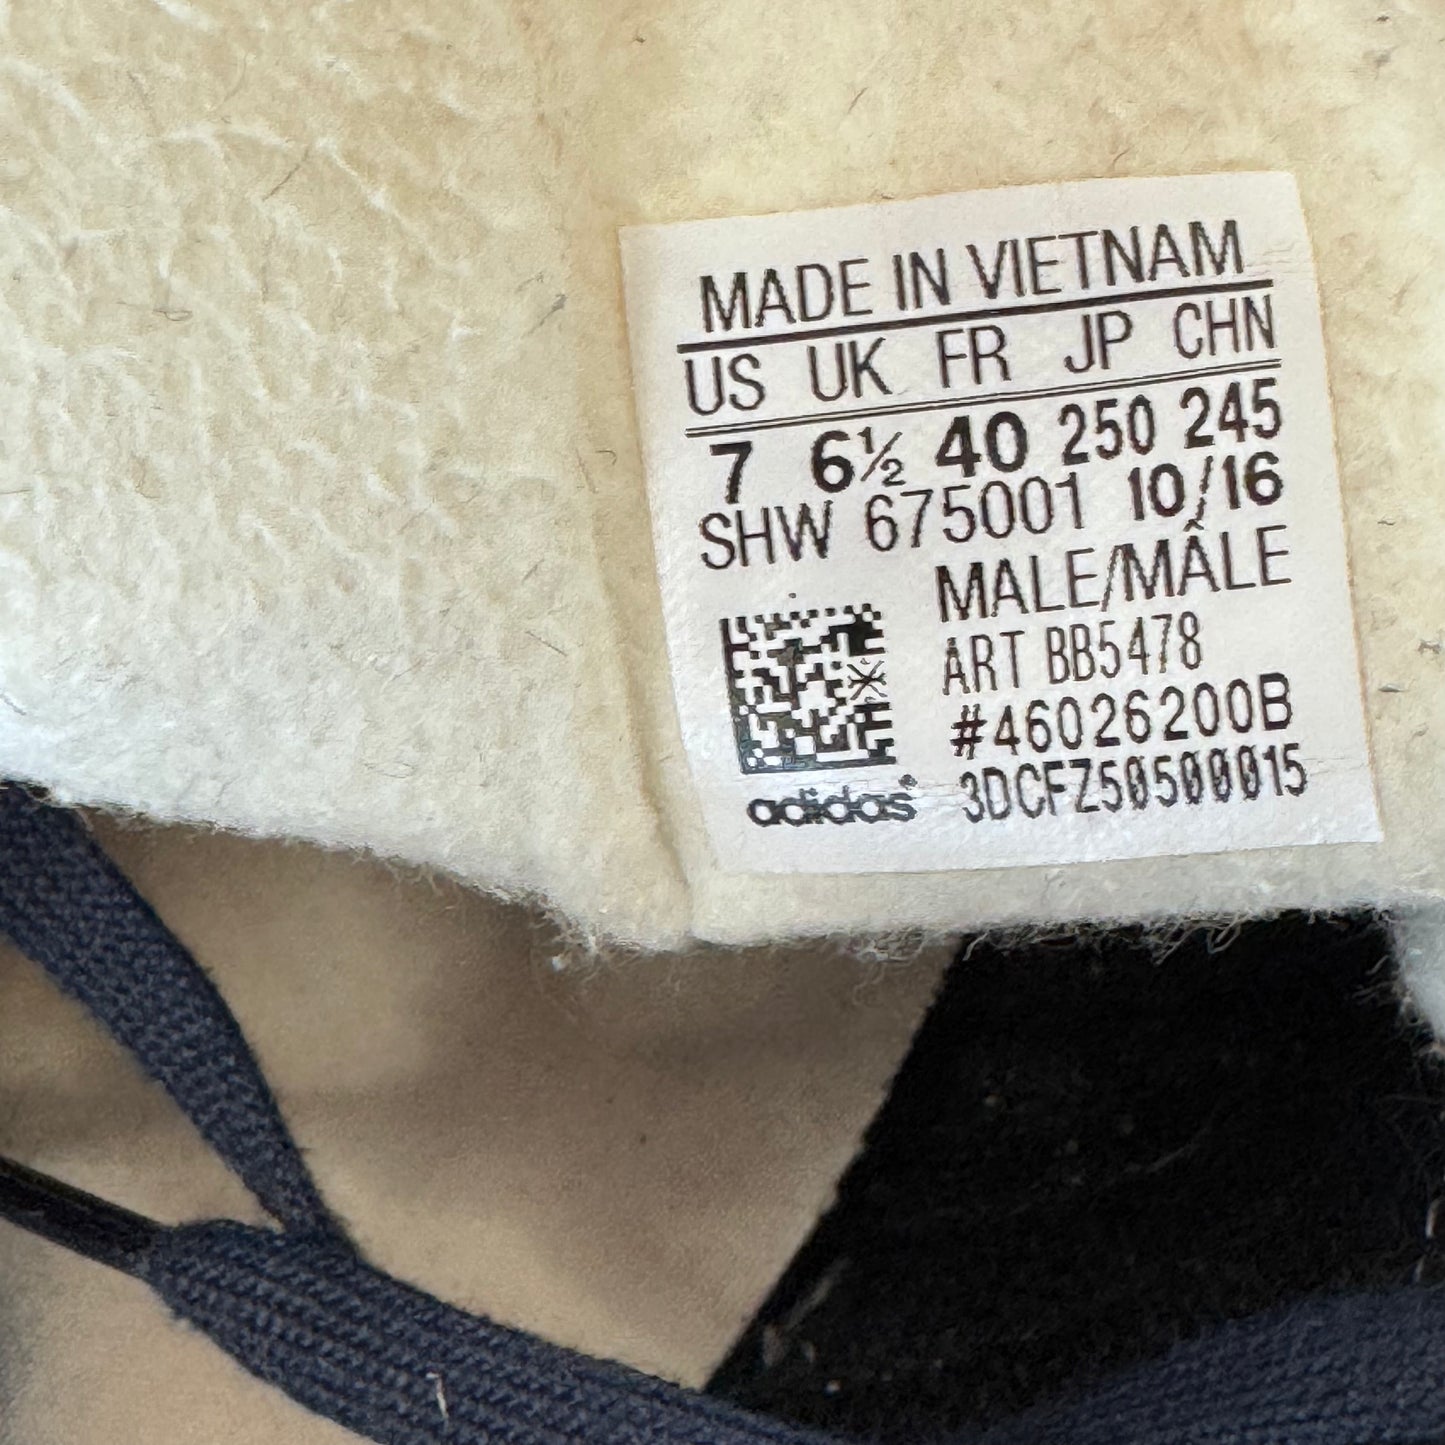 MADE IN VIETNAM
US UK FR JP CHN
7 6½ 40 250 245
SHW 675001 10/16
MALE/MÂLE
ART BB5478
#46026200B
adidas® 3DCFZ50500015